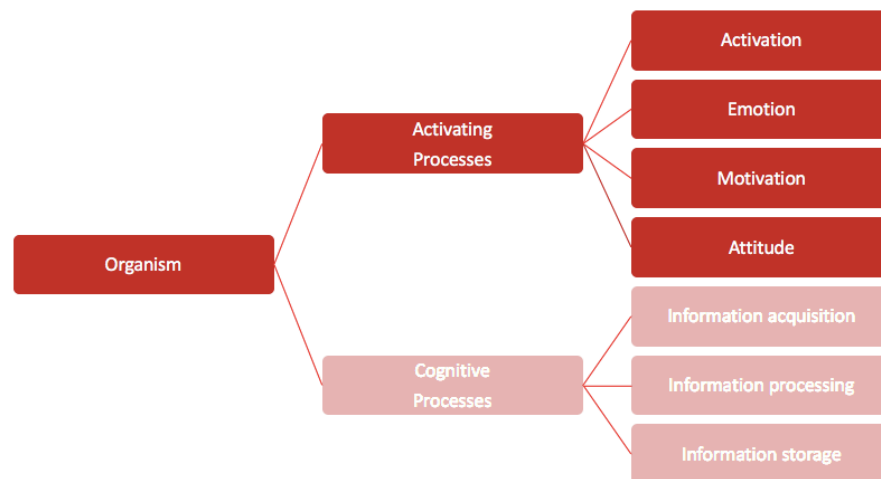 Activation
Emotion
Activating
Processes
Motivation
Attitude
Organism
Information acquisition
Cognitive
Processes
Information processing
Information storage